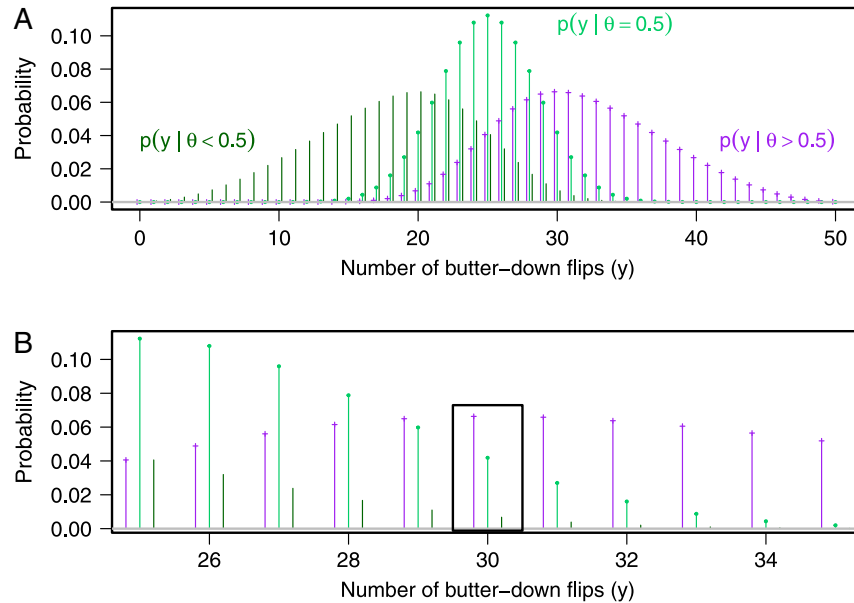 A
p(y | θ = 0.5)
p(y | θ < 0.5)
p(y | θ > 0.5)
Probability
0.10
0.08
0.06
0.04
0.02
0.00
0 10 20 30 40 50
Number of butter−down flips (y)
B
Probability
0.10
0.08
0.06
0.04
0.02
0.00
26 28 30 32 34
Number of butter−down flips (y)